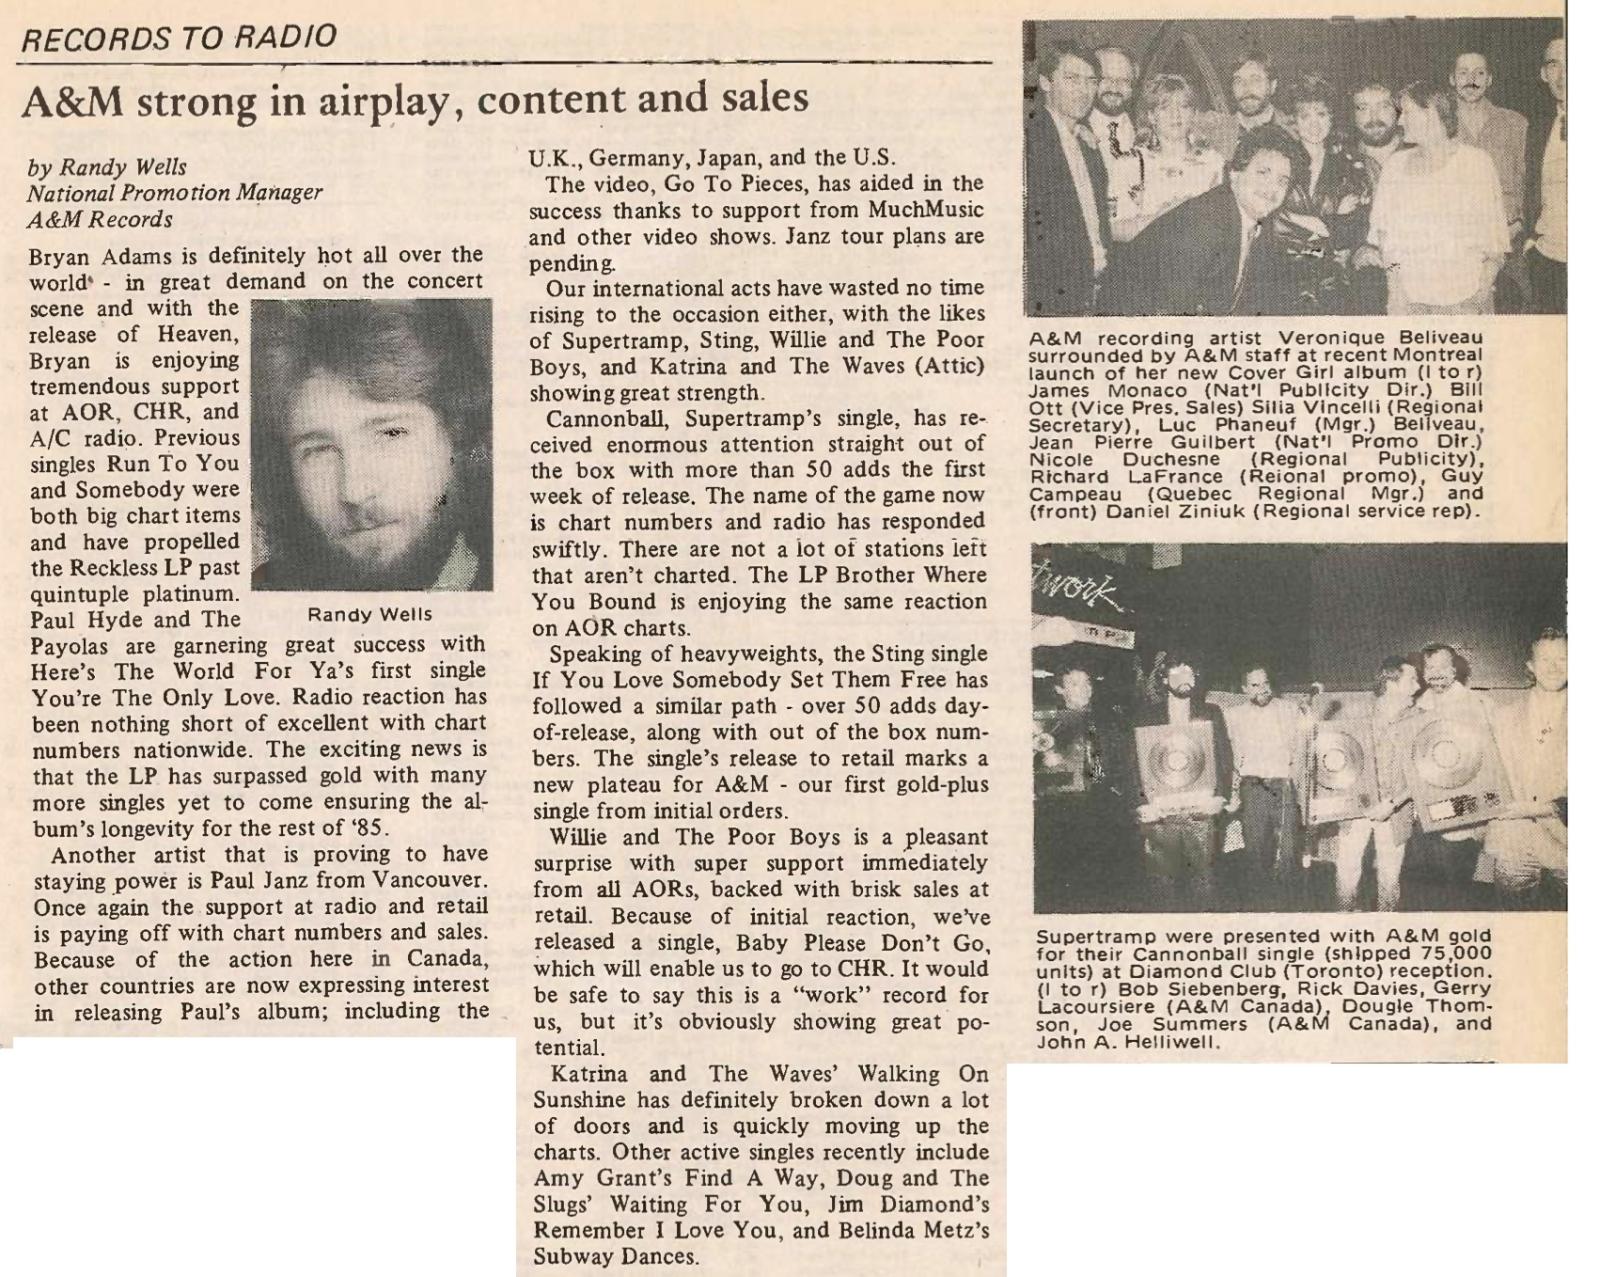 RECORDS TO RADIO
A&M strong in airplay, content and sales
by Randy Wells
National Promotion Manager
A&M Records
Bryan Adams is definitely hot all over the
world - in great demand on the concert
scene and with the
release of Heaven,
Bryan is enjoying
tremendous support
at AOR, CHR, and
A/C radio. Previous
singles Run To You
and Somebody were
both big chart items
and have propelled
the Reckless LP past
quintuple platinum.
Paul Hyde and The
Randy Wells
Payolas are garnering great success with
Here's The World For Ya's first single
You're The Only Love. Radio reaction has
been nothing short of excellent with chart
numbers nationwide. The exciting news is
that the LP has surpassed gold with many
more singles yet to come ensuring the al-
bum's longevity for the rest of '85.
Another artist that is proving to have
staying power is Paul Janz from Vancouver.
Once again the support at radio and retail
is paying off with chart numbers and sales.
Because of the action here in Canada,
other countries are now expressing interest
in releasing Paul's album; including the
U.K., Germany, Japan, and the U.S.
The video, Go To Pieces, has aided in the
success thanks to support from MuchMusic
and other video shows. Janz tour plans are
pending.
Our international acts have wasted no time
rising to the occasion either, with the likes
of Supertramp, Sting, Willie and The Poor
Boys, and Katrina and The Waves (Attic)
showing great strength.
Cannonball, Supertramp's single, has re-
ceived enormous attention straight out of
the box with more than 50 adds the first
week of release. The name of the game now
is chart numbers and radio has responded
swiftly. There are not a lot of stations left
that aren't charted. The LP Brother Where
You Bound is enjoying the same reaction
on AOR charts.
Speaking of heavyweights, the Sting single
If You Love Somebody Set Them Free has
followed a similar path - over 50 adds day-
of-release, along with out of the box num-
bers. The single's release to retail marks a
new plateau for A&M - our first gold-plus
single from initial orders.
Willie and The Poor Boys is a pleasant
surprise with super support immediately
from all AORs, backed with brisk sales at
retail. Because of initial reaction, we've
released a single, Baby Please Don't Go,
which will enable us to go to CHR. It would
be safe to say this is a "work" record for
us, but it's obviously showing great po-
tential.
Katrina and The Waves' Walking On
Sunshine has definitely broken down a lot
of doors and is quickly moving up the
charts. Other active singles recently include
Amy Grant's Find A Way, Doug and The
Slugs' Waiting For You, Jim Diamond's
Remember I Love You, and Belinda Metz's
Subway Dances.
A&M recording artist Veronique Beliveau
surrounded by A&M staff at recent Montreal
launch of her new Cover Girl album (l to r)
James Monaco (Nat'l Publicity Dir.) Bill
Ott (Vice Pres. Sales) Silia Vincelli (Regional
Secretary), Luc Phaneuf (Mgr.) Beliveau,
Jean Pierre Guilbert (Nat'l Promo Dir.)
Nicole Duchesne (Regional Publicity),
Richard LaFrance (Reional promo), Guy
Campeau (Quebec Regional Mgr.) and
(front) Daniel Ziniuk (Regional service rep).
twork
Supertramp were presented with A&M gold
for their Cannonball single (shipped 75,000
units) at Diamond Club (Toronto) reception.
(l to r) Bob Siebenberg, Rick Davies, Gerry
Lacoursiere (A&M Canada), Dougle Thom-
son, Joe Summers (A&M Canada), and
John A. Helliwell.